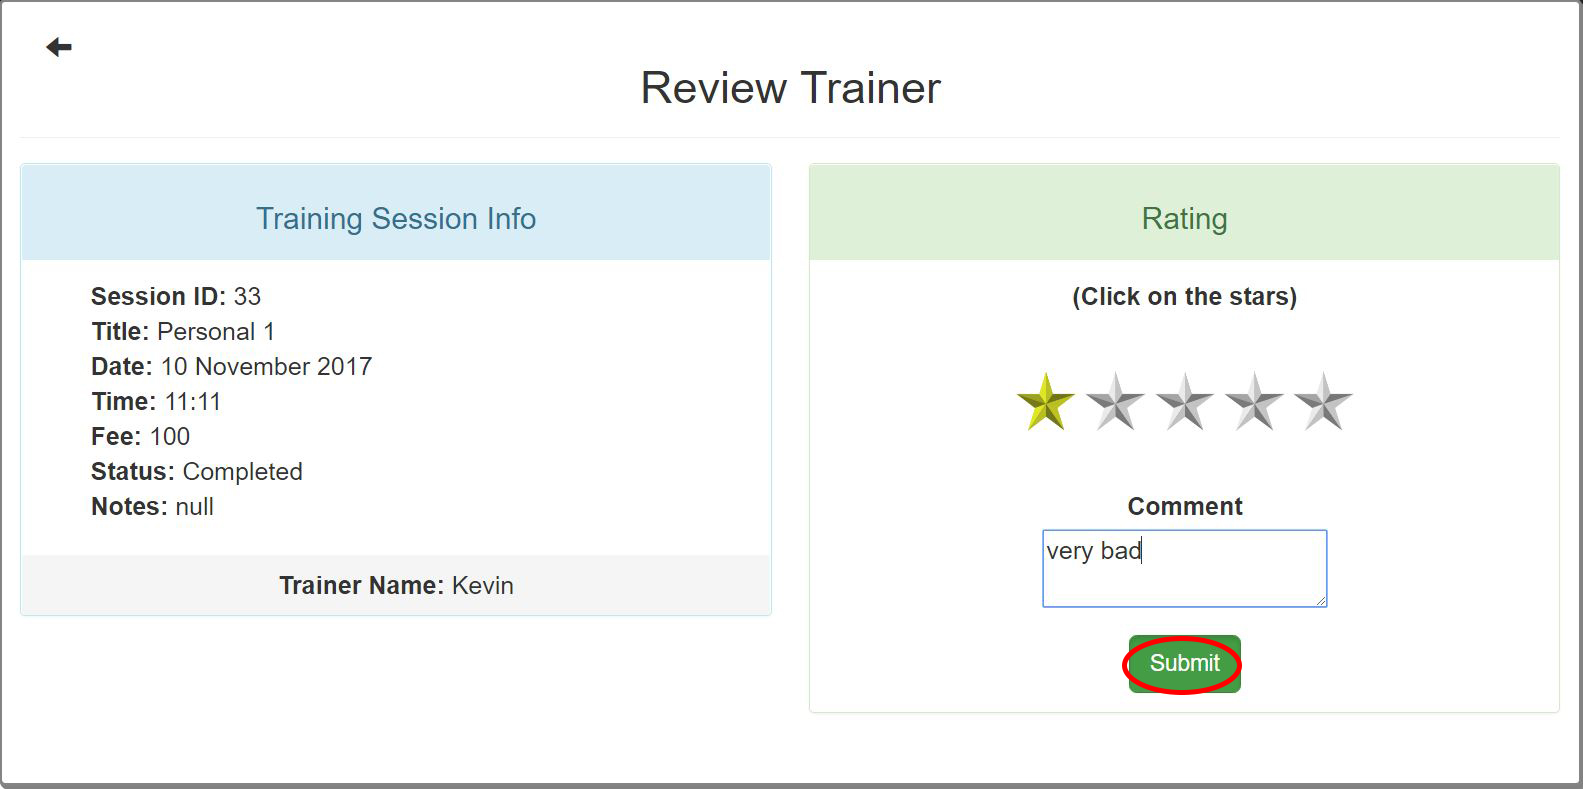 Review Trainer
Training Session Info
Session ID: 33
Title: Personal 1
Date: 10 November 2017
Time: 11:11
Fee: 100
Status: Completed
Notes: null
Trainer Name: Kevin
Rating
(Click on the stars)
Comment
very bad
Submit